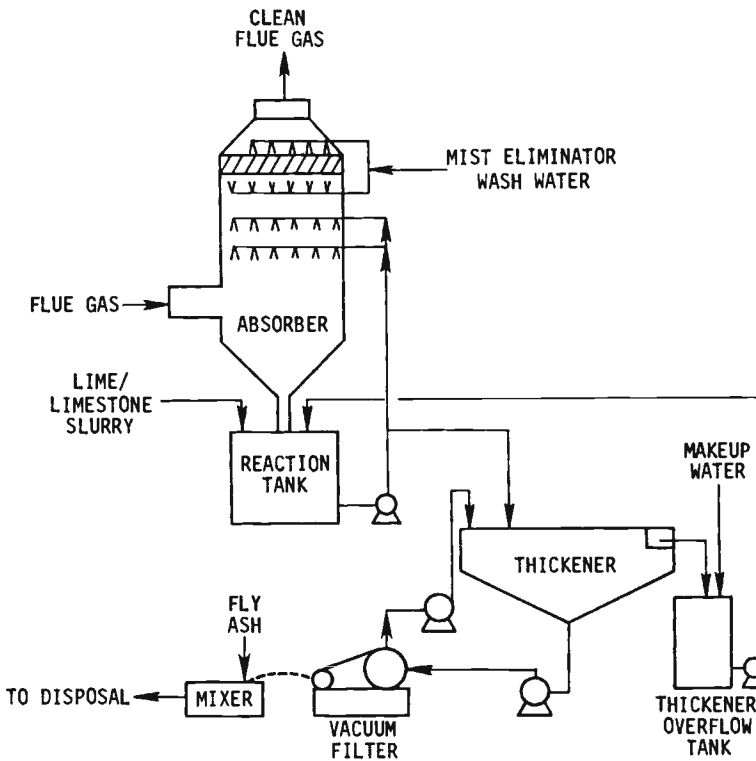 CLEAN
FLUE GAS
MIST ELIMINATOR
WASH WATER
FLUE GAS
ABSORBER
LIME/
LIMESTONE
SLURRY
REACTION
TANK
MAKEUP
WATER
THICKENER
FLY
ASH
TO DISPOSAL
MIXER
VACUUM
FILTER
THICKENER
OVERFLOW
TANK